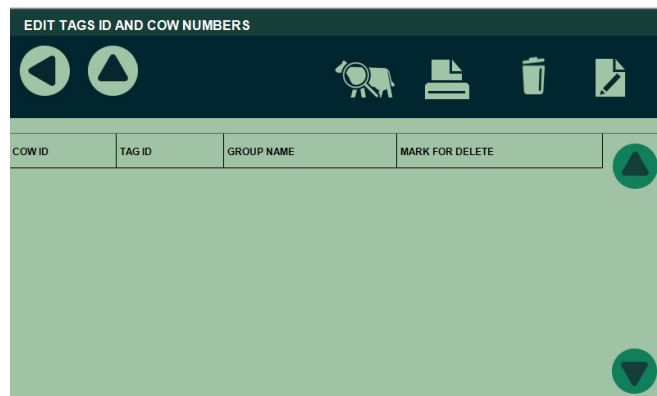 EDIT TAGS ID AND COW NUMBERS
COW ID TAG ID GROUP NAME MARK FOR DELETE